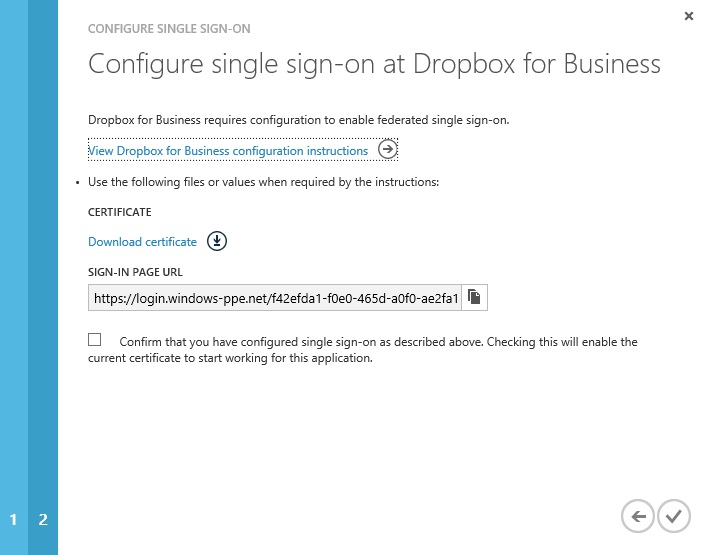 CONFIGURE SINGLE SIGN-ON
Configure single sign-on at Dropbox for Business
Dropbox for Business requires configuration to enable federated single sign-on.
View Dropbox for Business configuration instructions
• Use the following files or values when required by the instructions:
CERTIFICATE
Download certificate
SIGN-IN PAGE URL
https://login.windows-ppe.net/f42efda1-f0e0-465d-a0f0-ae2fa1
Confirm that you have configured single sign-on as described above. Checking this will enable the
current certificate to start working for this application.
1 2